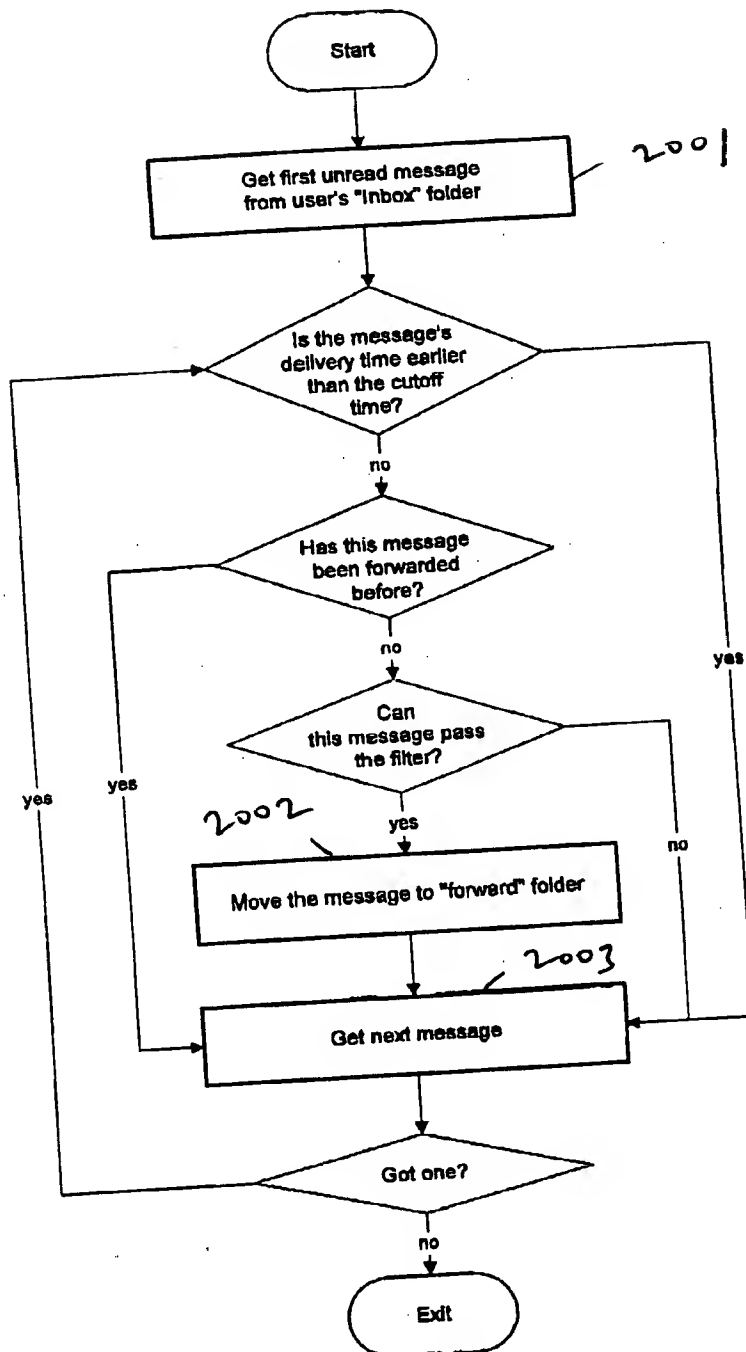 Start
Get first unread message
from user's "Inbox" folder
2001
Is the message's
delivery time earlier
than the cutoff
time?
no
Has this message
been forwarded
before?
no
yes
Can
this message pass
the filter?
yes
yes
2002
yes
no
Move the message to "forward" folder
2003
Get next message
Got one?
no
Exit